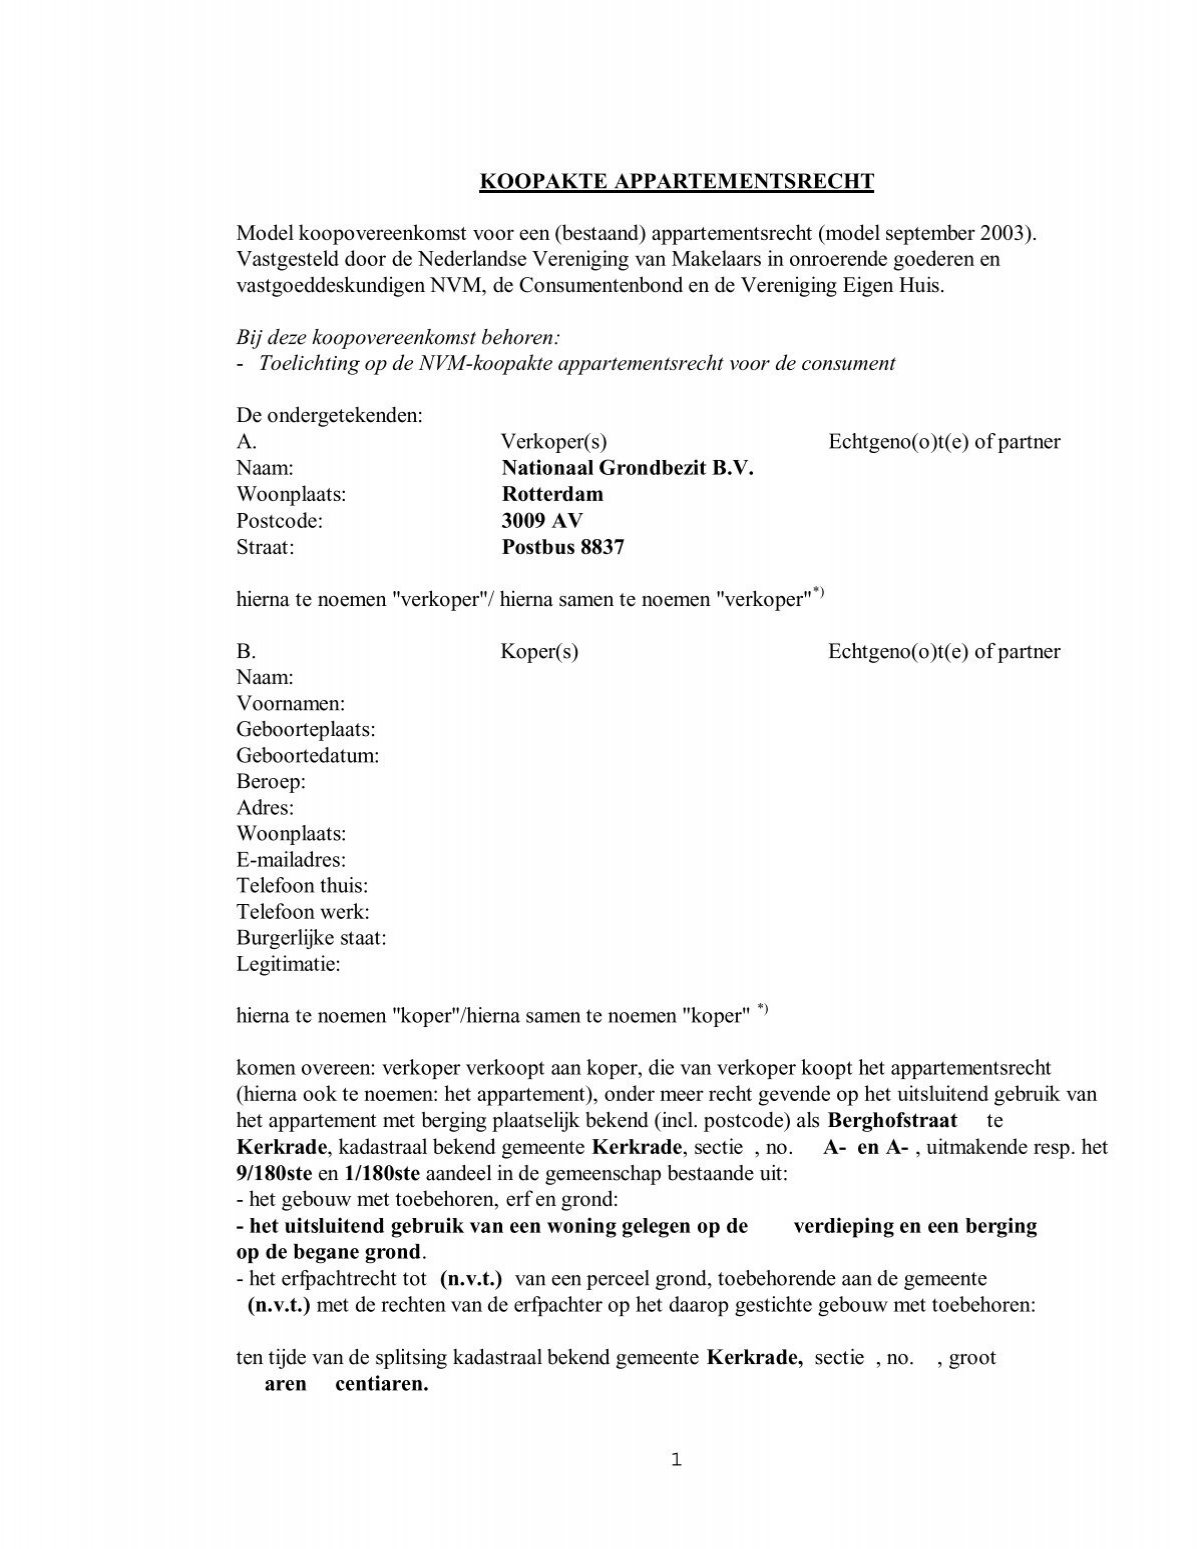 KOOPAKTE APPARTEMENTSRECHT
Model koopovereenkomst voor een (bestaand) appartementsrecht (model september 2003).
Vastgesteld door de Nederlandse Vereniging van Makelaars in onroerende goederen en
vastgoeddeskundigen NVM, de Consumentenbond en de Vereniging Eigen Huis.
Bij deze koopovereenkomst behoren:
- Toelichting op de NVM-koopakte appartementsrecht voor de consument
De ondergetekenden:
A. Verkoper(s) Echtgeno(o)t(e) of partner
Naam: Nationaal Grondbezit B.V.
Woonplaats: Rotterdam
Postcode: 3009 AV
Straat: Postbus 8837
hierna te noemen "verkoper"/ hierna samen te noemen "verkoper"*)
B. Koper(s) Echtgeno(o)t(e) of partner
Naam:
Voornamen:
Geboorteplaats:
Geboortedatum:
Beroep:
Adres:
Woonplaats:
E-mailadres:
Telefoon thuis:
Telefoon werk:
Burgerlijke staat:
Legitimatie:
hierna te noemen "koper"/hierna samen te noemen "koper" *)
komen overeen: verkoper verkoopt aan koper, die van verkoper koopt het appartementsrecht
(hierna ook te noemen: het appartement), onder meer recht gevende op het uitsluitend gebruik van
het appartement met berging plaatselijk bekend (incl. postcode) als Berghofstraat te
Kerkrade, kadastraal bekend gemeente Kerkrade, sectie , no. A- en A- , uitmakende resp. het
9/180ste en 1/180ste aandeel in de gemeenschap bestaande uit:
- het gebouw met toebehoren, erf en grond:
- het uitsluitend gebruik van een woning gelegen op de verdieping en een berging
op de begane grond.
- het erfpachtrecht tot (n.v.t.) van een perceel grond, toebehorende aan de gemeente
(n.v.t.) met de rechten van de erfpachter op het daarop gestichte gebouw met toebehoren:
ten tijde van de splitsing kadastraal bekend gemeente Kerkrade, sectie , no. , groot
aren centiaren.
1